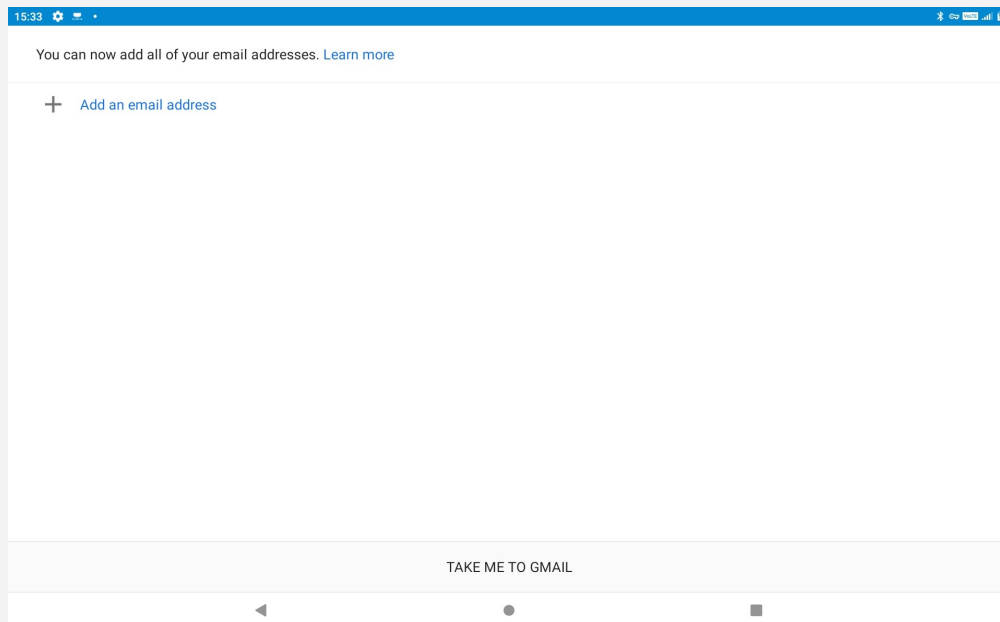 15:33
You can now add all of your email addresses. Learn more
Add an email address
TAKE ME TO GMAIL